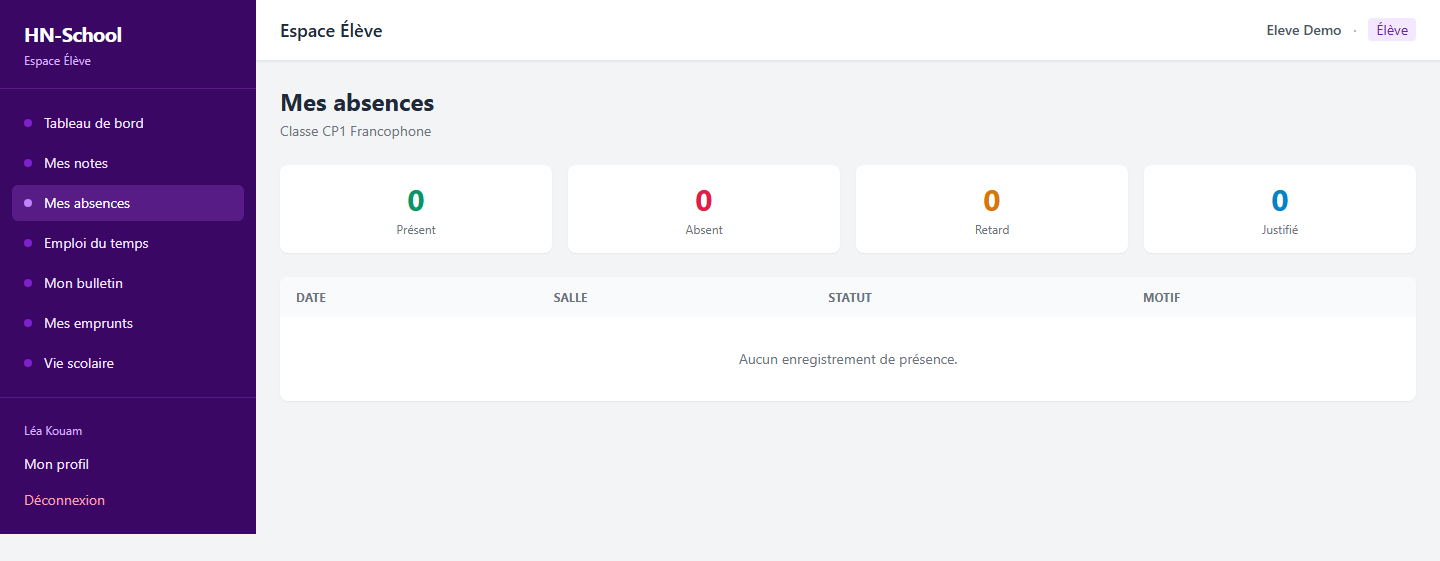 HN-School
Espace Élève
Tableau de bord
Mes notes
Mes absences
Emploi du temps
Mon bulletin
Mes emprunts
Vie scolaire
Léa Kouam
Mon profil
Déconnexion
Espace Élève
Eleve Demo · Élève
Mes absences
Classe CP1 Francophone
0 0 0 0
Présent Absent Retard Justifié
DATE SALLE STATUT MOTIF
Aucun enregistrement de présence.